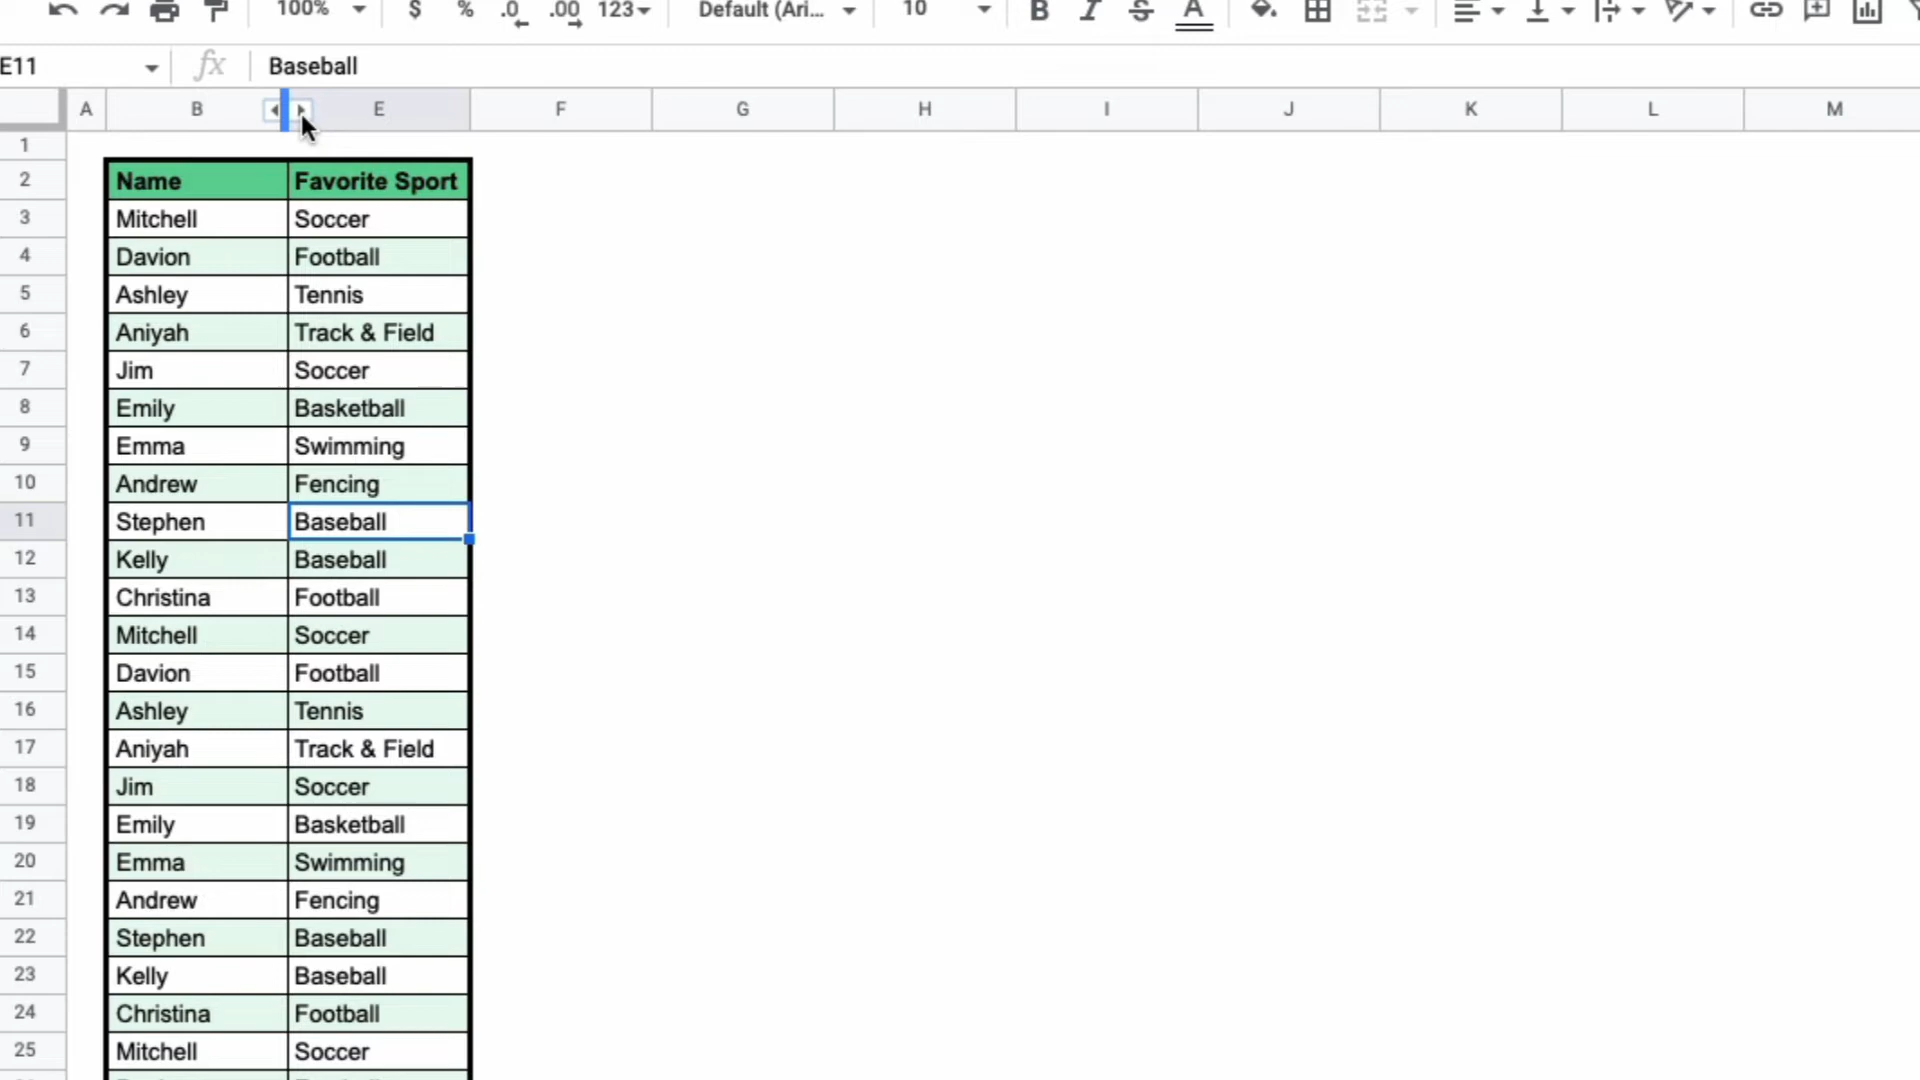 100% $ % .0 .00 123 Default (Ari... 10 B I S A
E11 fx Baseball
A B E F G H I J K L M
1
2 Name Favorite Sport
3 Mitchell Soccer
4 Davion Football
5 Ashley Tennis
6 Aniyah Track & Field
7 Jim Soccer
8 Emily Basketball
9 Emma Swimming
10 Andrew Fencing
11 Stephen Baseball
12 Kelly Baseball
13 Christina Football
14 Mitchell Soccer
15 Davion Football
16 Ashley Tennis
17 Aniyah Track & Field
18 Jim Soccer
19 Emily Basketball
20 Emma Swimming
21 Andrew Fencing
22 Stephen Baseball
23 Kelly Baseball
24 Christina Football
25 Mitchell Soccer